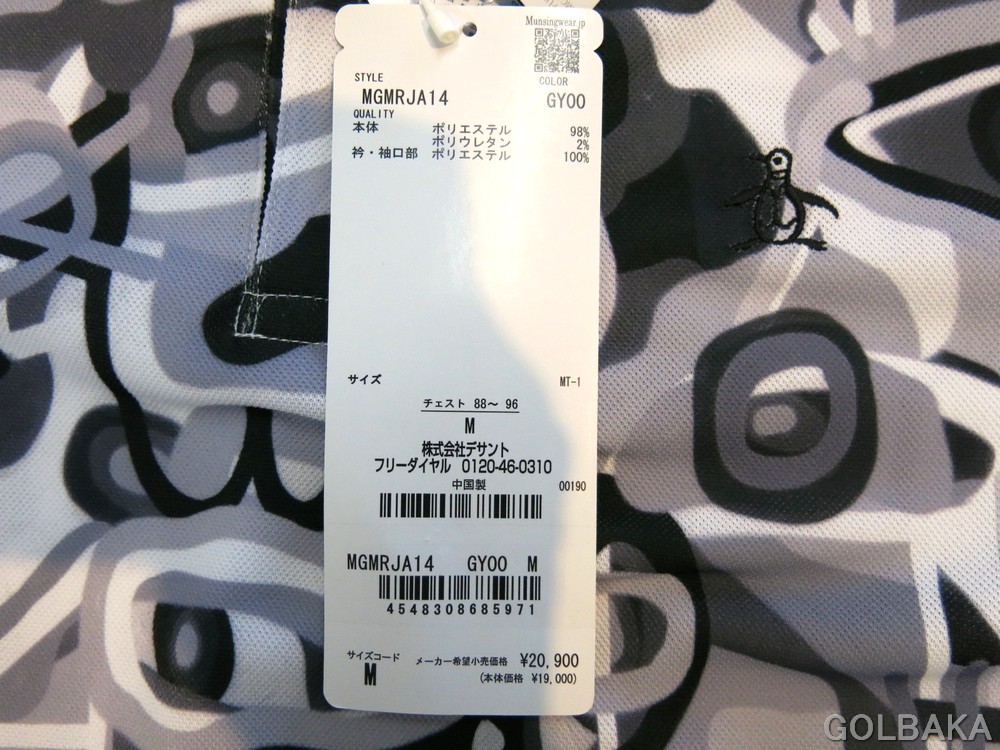 Munsingwear.jp
STYLE
COLOR
MGMRJA14 GY00
QUALITY
本体 ポリエステル 98%
ポリウレタン 2%
衿・袖口部 ポリエステル 100%
サイズ MT-1
チェスト 88〜 96
M
株式会社デサント
フリーダイヤル 0120-46-0310
中国製 00190
MGMRJA14 GY00 M
4548308685971
サイズコード メーカー希望小売価格 ¥20,900
M (本体価格 ¥19,000)
GOLBAKA